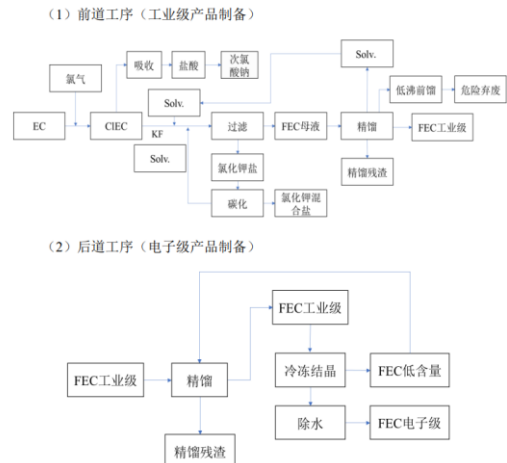 （1）前道工序（工业级产品制备）
Solv.
吸收
盐酸
次氯
酸钠
氯气
低沸前馏
危险弃废
Solv.
EC
ClEC
KF
过滤
FEC母液
精馏
FEC工业级
Solv.
氯化钾盐
精馏残渣
碳化
氯化钾混
合盐
（2）后道工序（电子级产品制备）
FEC工业级
FEC工业级
精馏
冷冻结晶
FEC低含量
除水
FEC电子级
精馏残渣